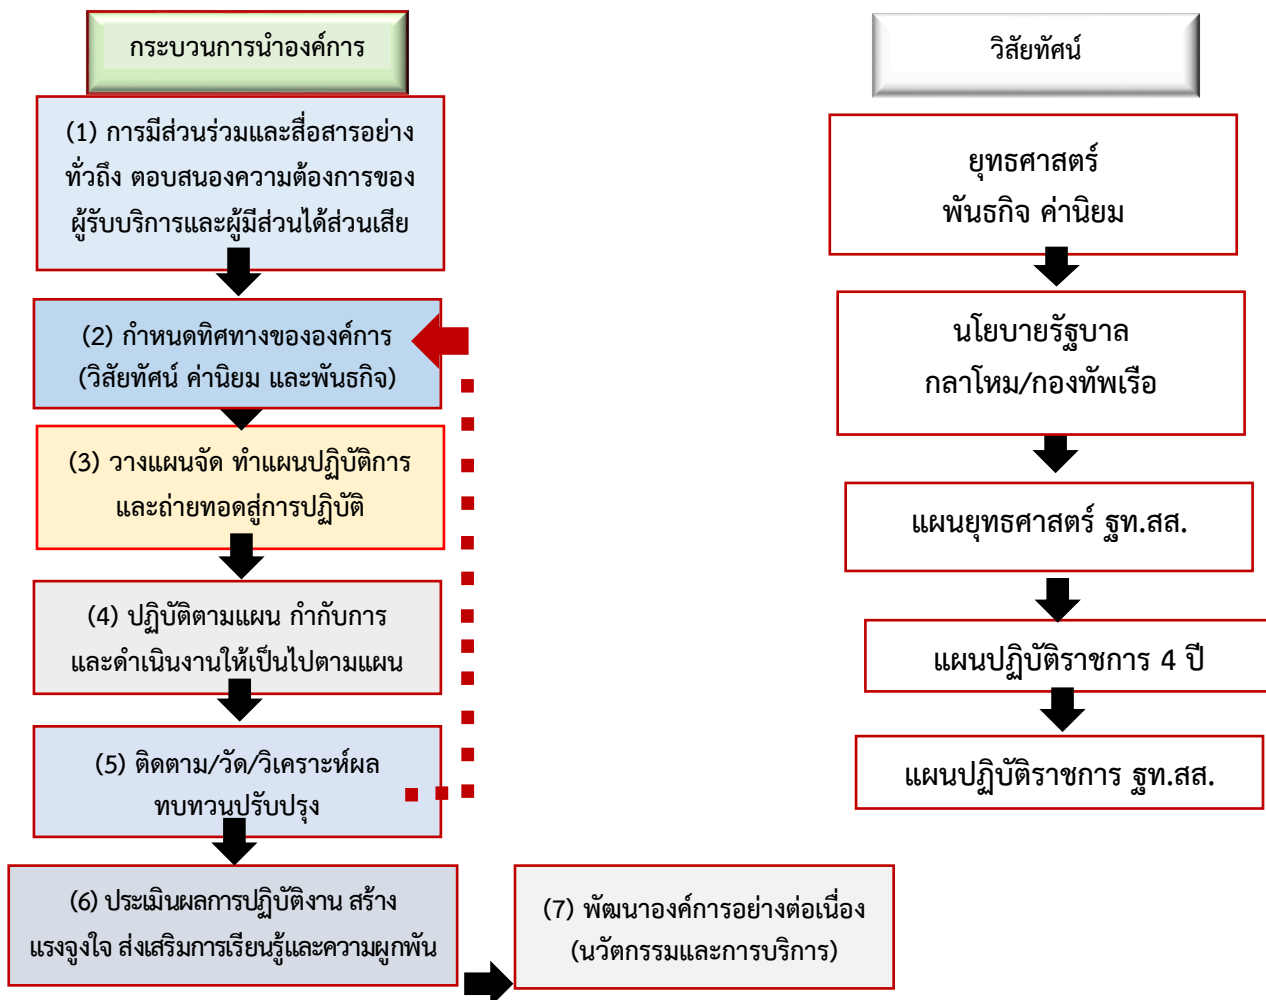 กระบวนการนำองค์การ
(1) การมีส่วนร่วมและสื่อสารอย่าง
ทั่วถึง ตอบสนองความต้องการของ
ผู้รับบริการและผู้มีส่วนได้ส่วนเสีย
(2) กำหนดทิศทางขององค์การ
(วิสัยทัศน์ ค่านิยม และพันธกิจ)
(3) วางแผนจัด ทำแผนปฏิบัติการ
และถ่ายทอดสู่การปฏิบัติ
(4) ปฏิบัติตามแผน กำกับการ
และดำเนินงานให้เป็นไปตามแผน
(5) ติดตาม/วัด/วิเคราะห์ผล
ทบทวนปรับปรุง
(6) ประเมินผลการปฏิบัติงาน สร้าง
แรงจูงใจ ส่งเสริมการเรียนรู้และความผูกพัน
(7) พัฒนาองค์การอย่างต่อเนื่อง
(นวัตกรรมและการบริการ)
วิสัยทัศน์
ยุทธศาสตร์
พันธกิจ ค่านิยม
นโยบายรัฐบาล
กลาโหม/กองทัพเรือ
แผนยุทธศาสตร์ ฐท.สส.
แผนปฏิบัติราชการ 4 ปี
แผนปฏิบัติราชการ ฐท.สส.